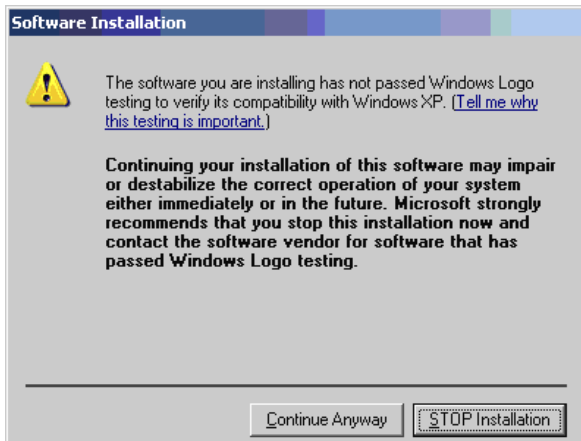 Software Installation
The software you are installing has not passed Windows Logo
testing to verify its compatibility with Windows XP. (Tell me why
this testing is important.)
Continuing your installation of this software may impair
or destabilize the correct operation of your system
either immediately or in the future. Microsoft strongly
recommends that you stop this installation now and
contact the software vendor for software that has
passed Windows Logo testing.
Continue Anyway
STOP Installation